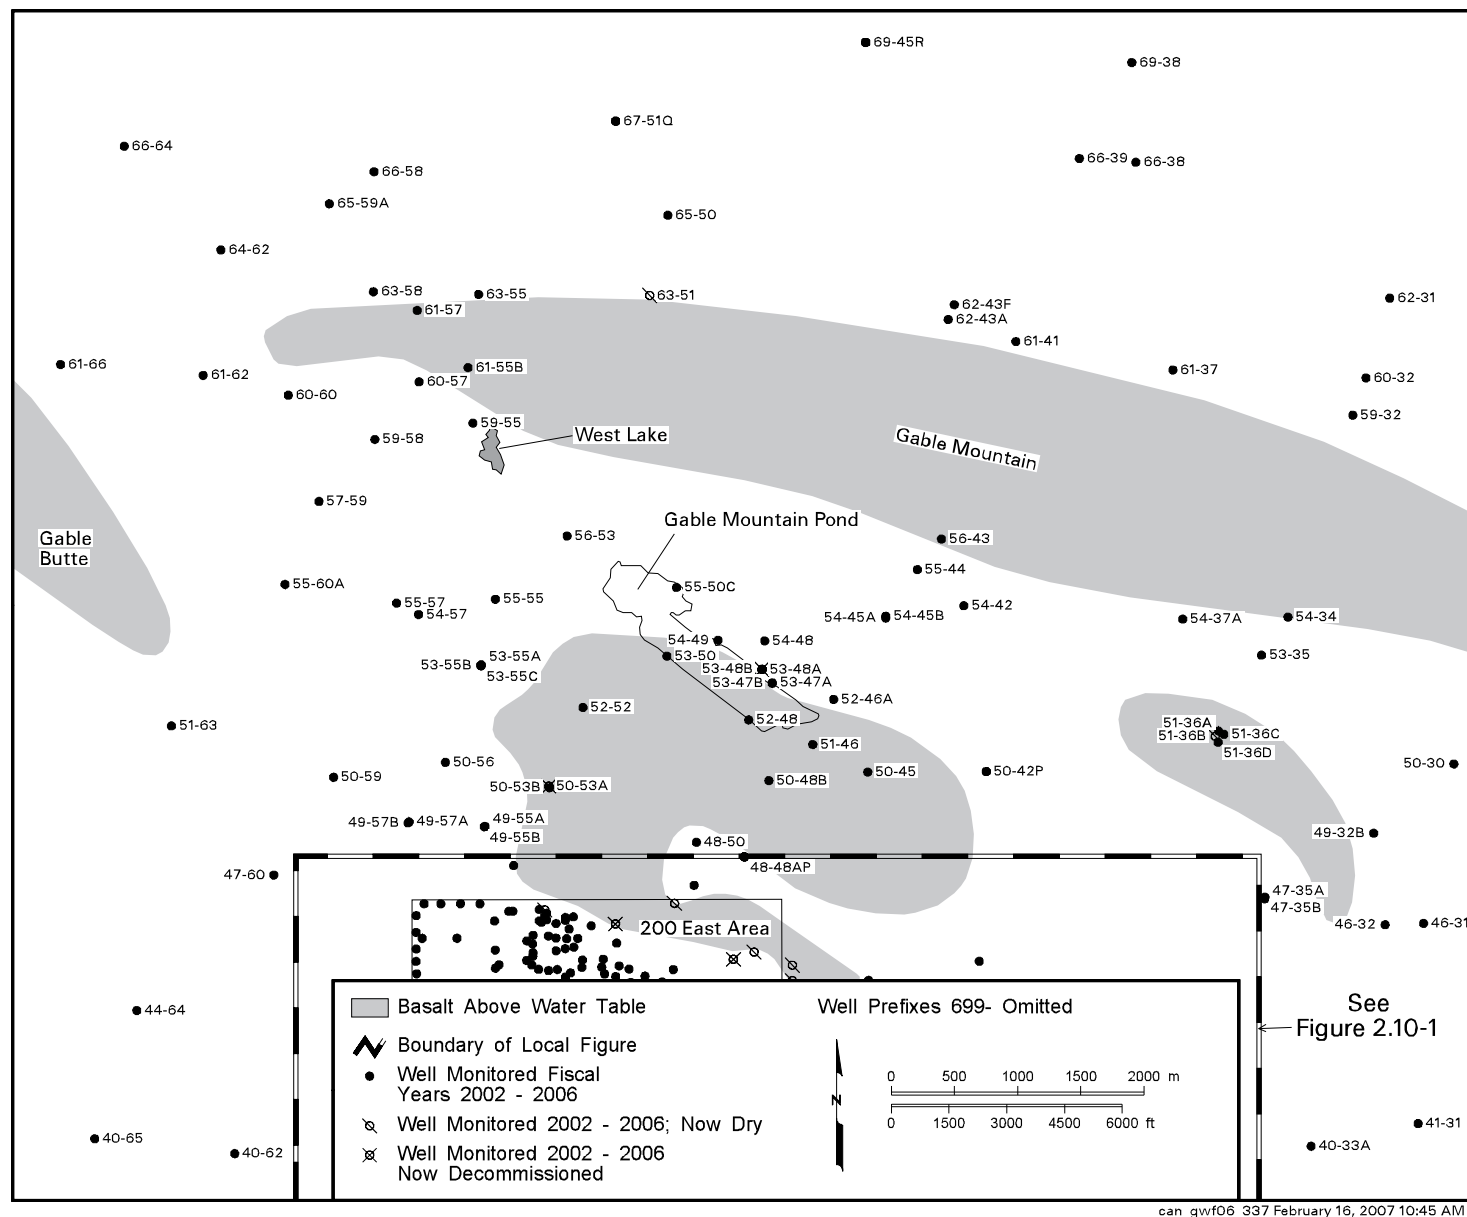 69-45R
69-38
67-51Q
66-64
66-39
66-38
66-58
65-59A
65-50
64-62
63-58
63-55
63-51
62-31
61-57
62-43F
62-43A
61-41
61-66
61-62
61-55B
61-37
60-57
60-32
60-60
59-32
59-55
59-58
West Lake
Gable Mountain
57-59
Gable Mountain Pond
56-53
56-43
Gable
Butte
55-44
55-60A
55-50C
55-57
55-55
54-57
54-45A
54-45B
54-42
54-37A
54-34
54-49
54-48
53-50
53-35
53-55A
53-55B
53-55C
53-48B
53-48A
53-47B
53-47A
52-46A
52-52
52-48
51-63
51-36A
51-36B
51-36C
51-36D
51-46
50-56
50-59
50-45
50-42P
50-30
50-53B
50-53A
50-48B
49-57B
49-57A
49-55A
49-55B
49-32B
48-50
48-48AP
47-60
47-35A
47-35B
46-32
46-31
200 East Area
44-64
See
Figure 2.10-1
Basalt Above Water Table
Well Prefixes 699- Omitted
Boundary of Local Figure
Well Monitored Fiscal
Years 2002 - 2006
Well Monitored 2002 - 2006; Now Dry
Well Monitored 2002 - 2006
Now Decommissioned
N
0 500 1000 1500 2000 m
0 1500 3000 4500 6000 ft
41-31
40-65
40-62
40-33A
can_gwf06_337 February 16, 2007 10:45 AM